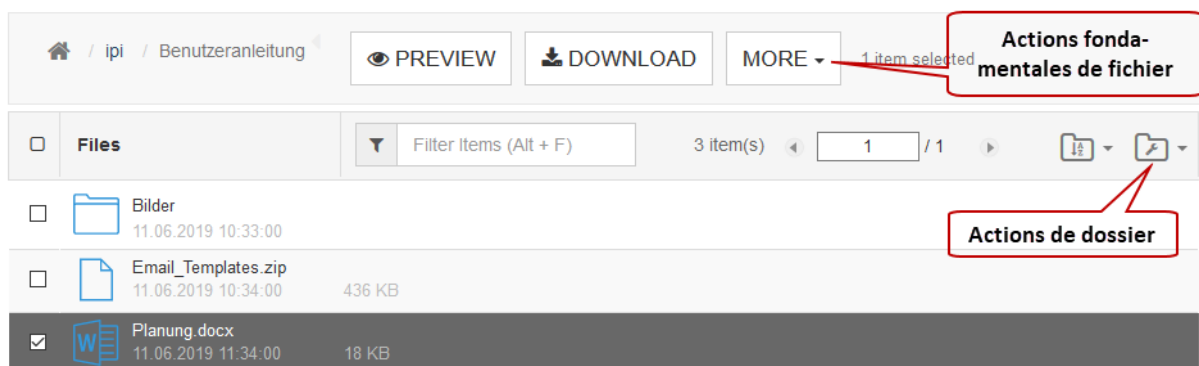 / ipi / Benutzeranleitung PREVIEW DOWNLOAD MORE 1 item selected
Actions fonda-
mentales de fichier
Files Filter Items (Alt + F) 3 item(s) 1 / 1
Bilder
11.06.2019 10:33:00
Actions de dossier
Email_Templates.zip
11.06.2019 10:34:00 436 KB
Planung.docx
11.06.2019 11:34:00 18 KB